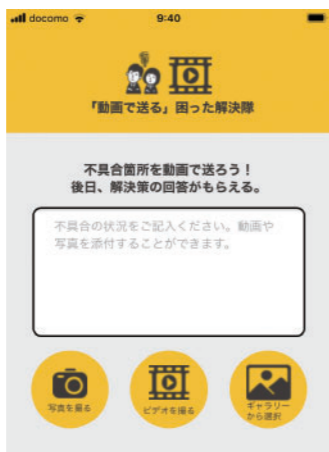 docomo
9:40
「動画で送る」困った解決隊
不具合箇所を動画で送ろう！
後日、解決策の回答がもらえる。
不具合の状況をご記入ください。動画や
写真を添付することができます。
写真を撮る
ビデオを撮る
ギャラリー
から選択